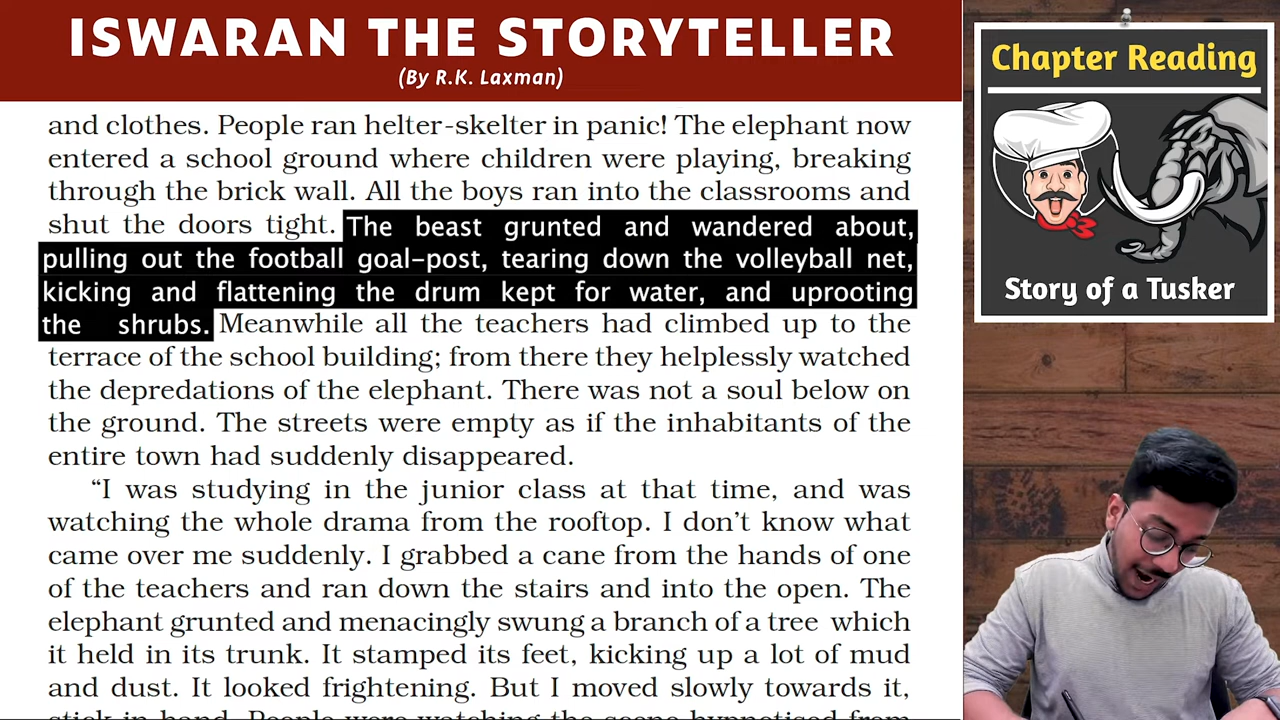 ISWARAN THE STORYTELLER
(By R.K. Laxman)
and clothes. People ran helter-skelter in panic! The elephant now
entered a school ground where children were playing, breaking
through the brick wall. All the boys ran into the classrooms and
shut the doors tight. The beast grunted and wandered about,
pulling out the football goal-post, tearing down the volleyball net,
kicking and flattening the drum kept for water, and uprooting
the shrubs. Meanwhile all the teachers had climbed up to the
terrace of the school building; from there they helplessly watched
the depredations of the elephant. There was not a soul below on
the ground. The streets were empty as if the inhabitants of the
entire town had suddenly disappeared.
“I was studying in the junior class at that time, and was
watching the whole drama from the rooftop. I don’t know what
came over me suddenly. I grabbed a cane from the hands of one
of the teachers and ran down the stairs and into the open. The
elephant grunted and menacingly swung a branch of a tree which
it held in its trunk. It stamped its feet, kicking up a lot of mud
and dust. It looked frightening. But I moved slowly towards it,
stick in hand. People were watching the scene hypnotised from
Chapter Reading
Story of a Tusker